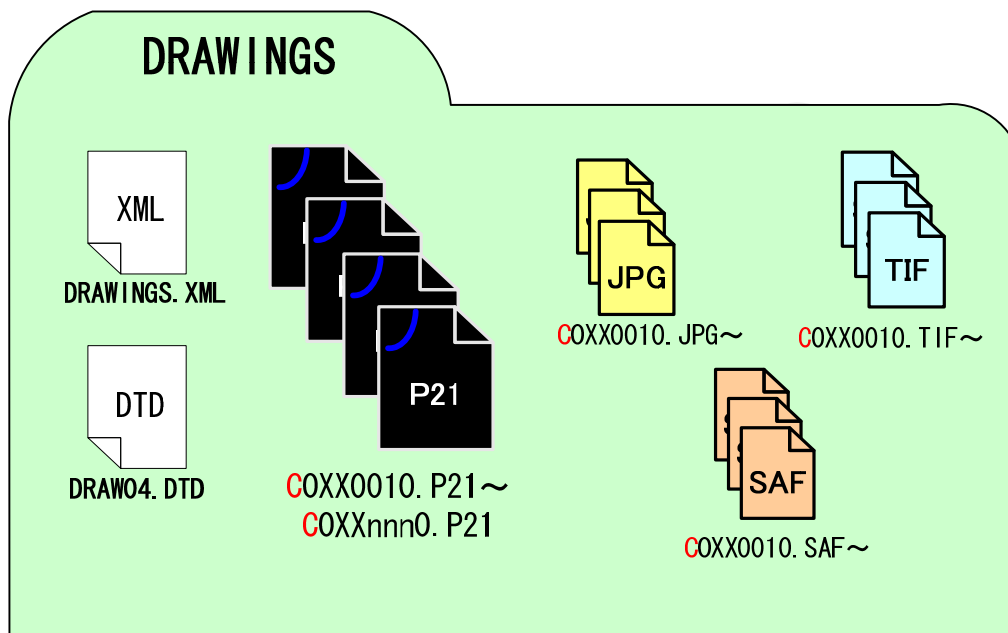 DRAWINGS
XML
DRAWINGS.XML
DTD
DRAW04.DTD
P21
C0XX0010.P21～
C0XXnnn0.P21
JPG
C0XX0010.JPG～
TIF
C0XX0010.TIF～
SAF
C0XX0010.SAF～